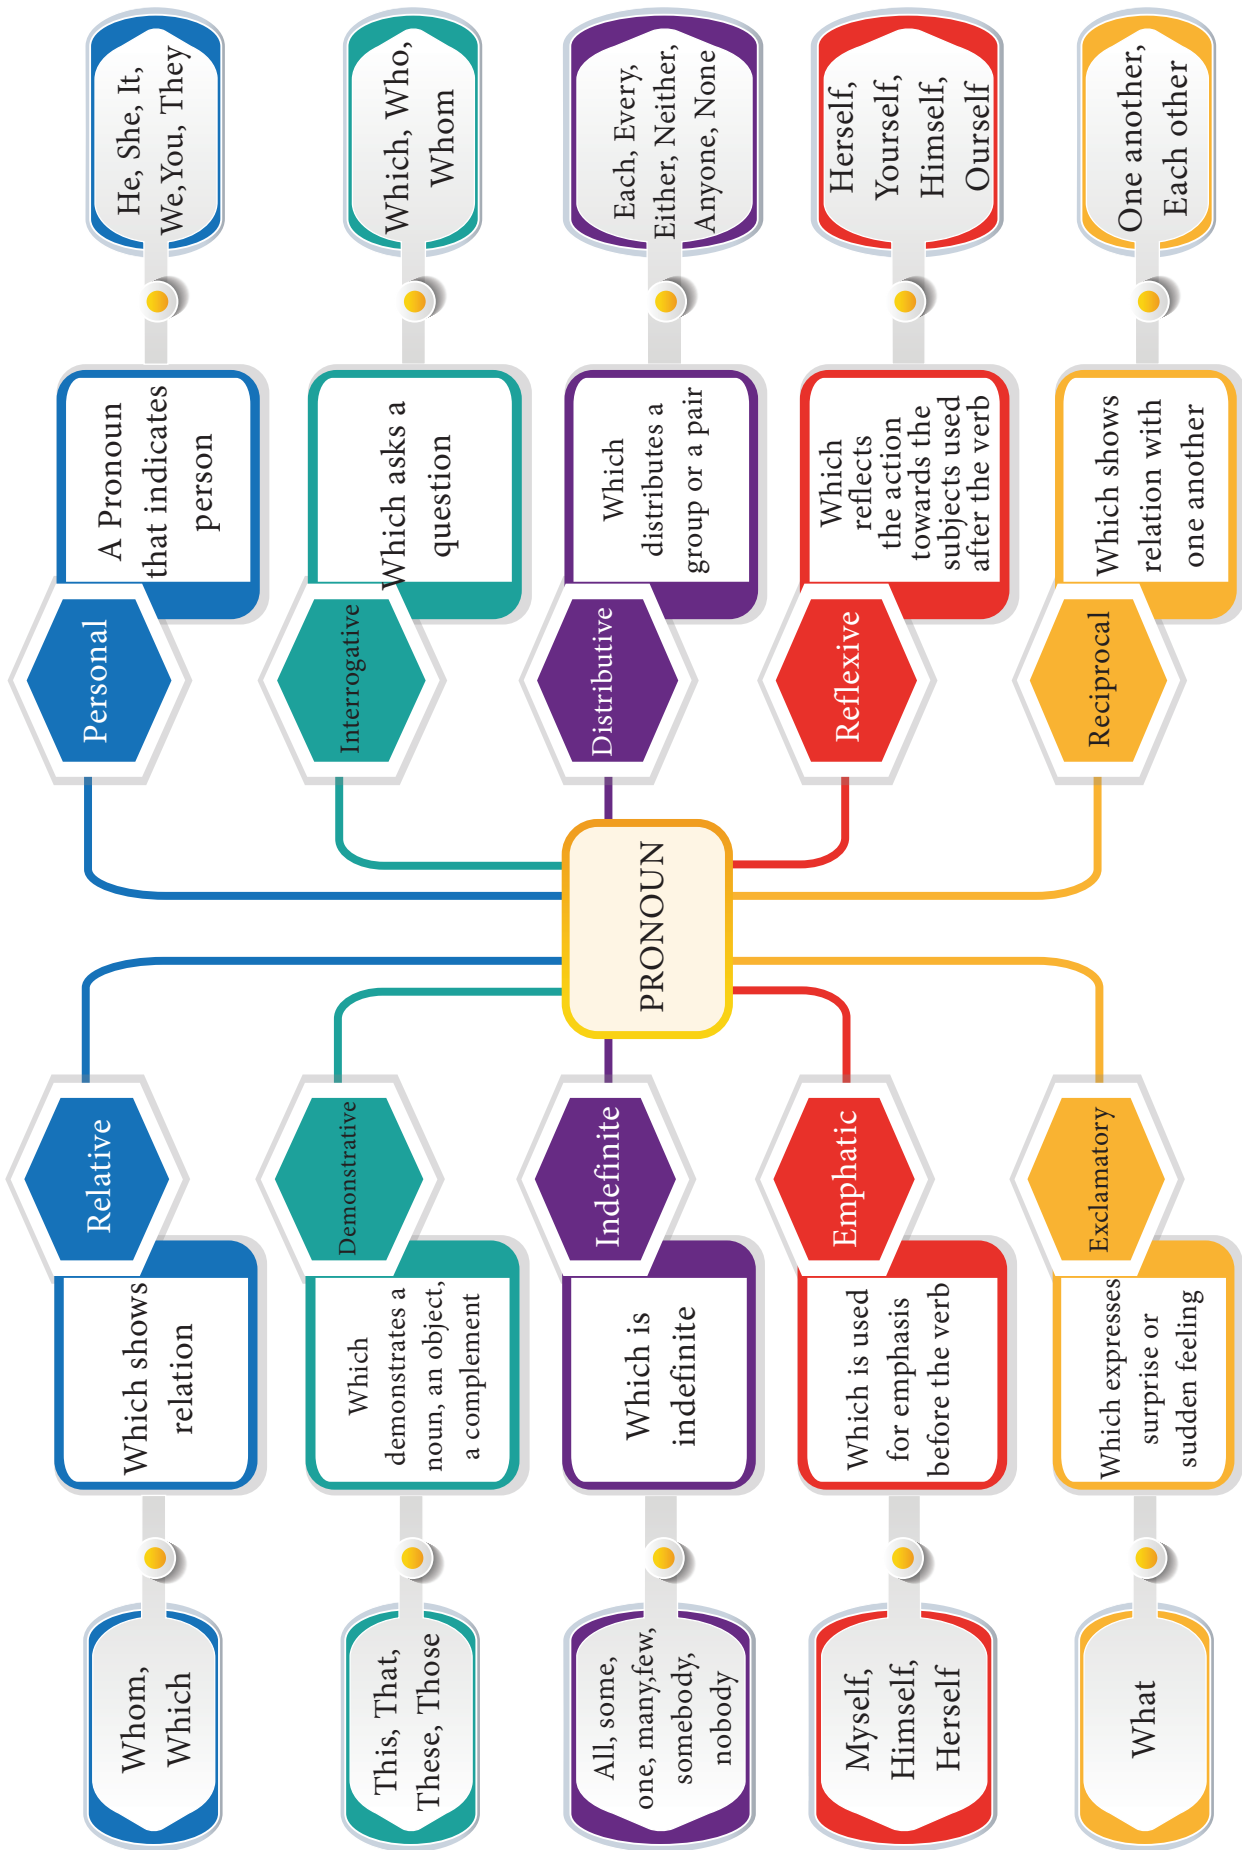 PRONOUN
Relative
Which shows
relation
Whom,
Which
Demonstrative
Which
demonstrates a
noun, an object,
a complement
This, That,
These, Those
Indefinite
Which is
indefinite
All, some,
one, many,few,
somebody,
nobody
Emphatic
Which is used
for emphasis
before the verb
Myself,
Himself,
Herself
Exclamatory
Which expresses
surprise or
sudden feeling
What
Personal
A Pronoun
that indicates
person
He, She, It,
We,You, They
Interrogative
Which asks a
question
Which, Who,
Whom
Distributive
Which
distributes a
group or a pair
Each, Every,
Either, Neither,
Anyone, None
Reflexive
Which
reflects
the action
towards the
subjects used
after the verb
Herself,
Yourself,
Himself,
Ourself
Reciprocal
Which shows
relation with
one another
One another,
Each other